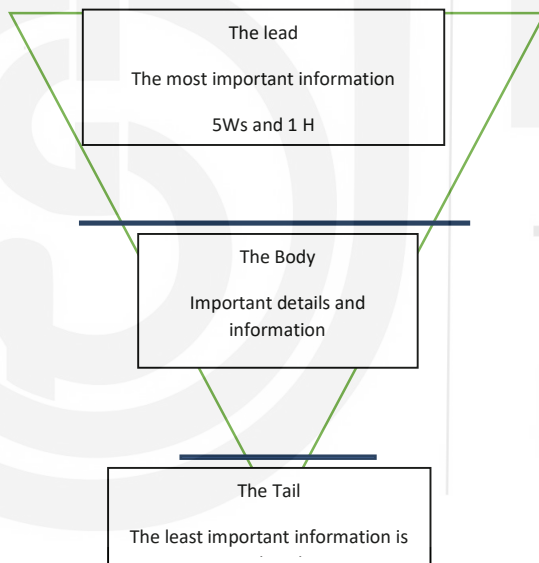 The lead
The most important information
5Ws and 1 H
The Body
Important details and
information
The Tail
The least important information is